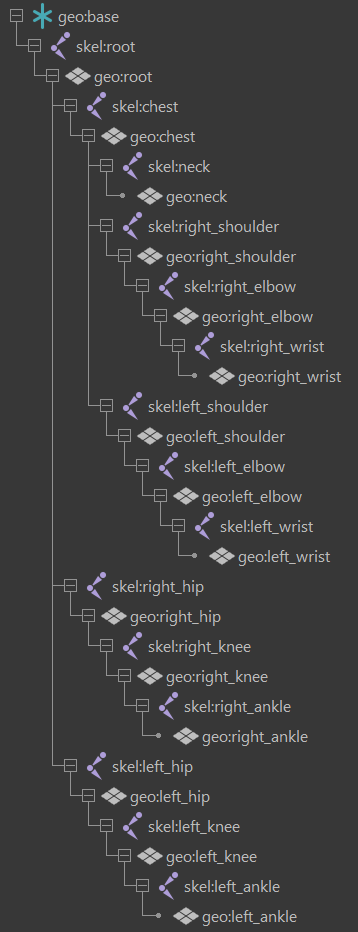 geo:base
skel:root
geo:root
skel:chest
geo:chest
skel:neck
geo:neck
skel:right_shoulder
geo:right_shoulder
skel:right_elbow
geo:right_elbow
skel:right_wrist
geo:right_wrist
skel:left_shoulder
geo:left_shoulder
skel:left_elbow
geo:left_elbow
skel:left_wrist
geo:left_wrist
skel:right_hip
geo:right_hip
skel:right_knee
geo:right_knee
skel:right_ankle
geo:right_ankle
skel:left_hip
geo:left_hip
skel:left_knee
geo:left_knee
skel:left_ankle
geo:left_ankle